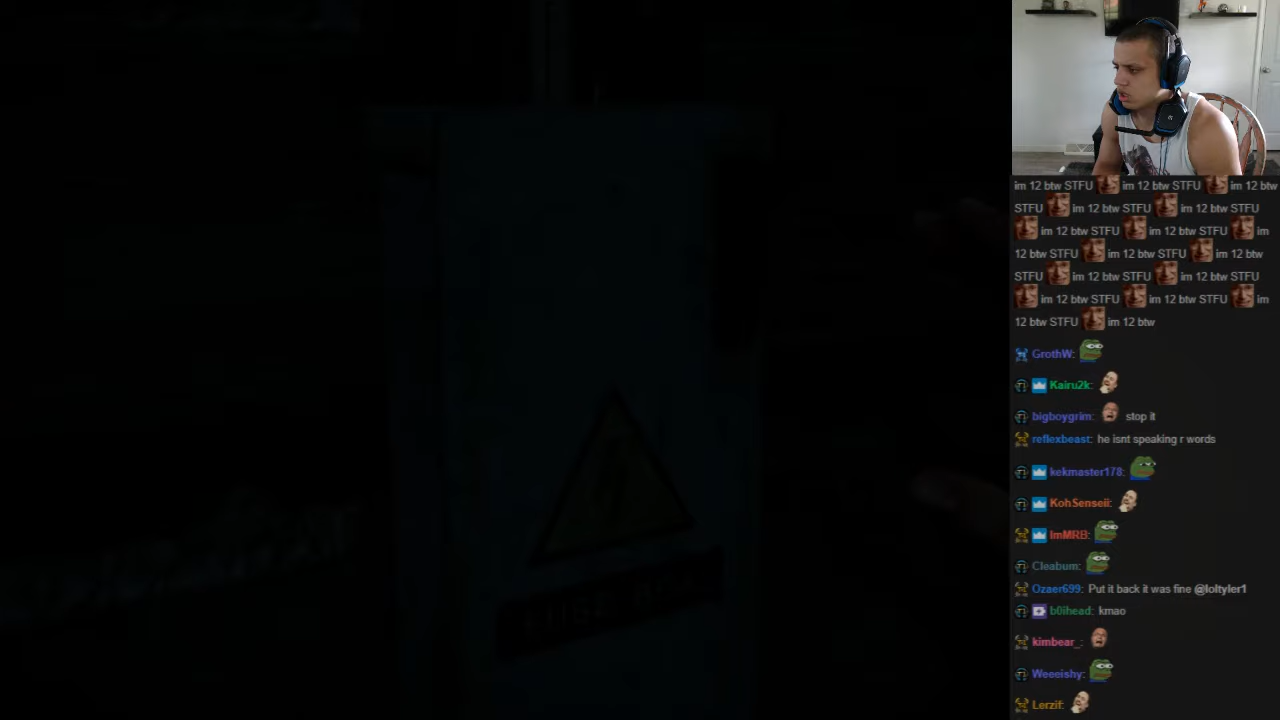 im 12 btw STFU im 12 btw STFU im 12 btw
STFU im 12 btw STFU im 12 btw STFU
im 12 btw STFU im 12 btw STFU im
12 btw STFU im 12 btw STFU im 12 btw
STFU im 12 btw STFU im 12 btw STFU
im 12 btw STFU im 12 btw STFU im
12 btw STFU im 12 btw
GrothW:
Kairu2k:
bigboygrim: stop it
reflexbeast: he isnt speaking r words
kekmaster178:
KohSenseii:
ImMRB:
Cleabum:
Ozaer699: Put it back it was fine @loltyler1
b0ihead: kmao
kimbear_:
Weeeishy:
Lerzif: